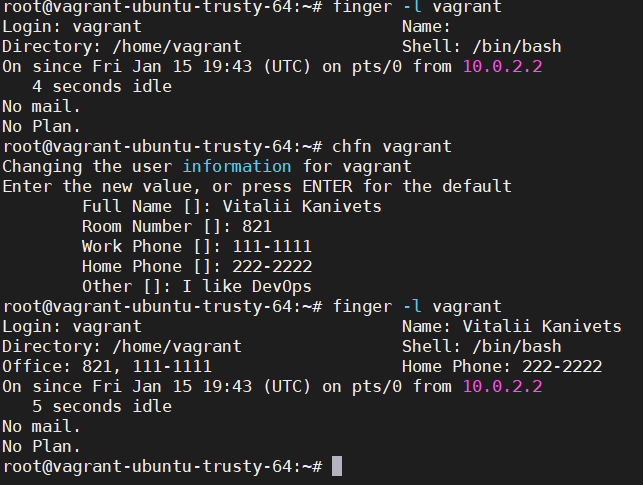 root@vagrant-ubuntu-trusty-64:~# finger -l vagrant
Login: vagrant                          Name:
Directory: /home/vagrant                Shell: /bin/bash
On since Fri Jan 15 19:43 (UTC) on pts/0 from 10.0.2.2
   4 seconds idle
No mail.
No Plan.
root@vagrant-ubuntu-trusty-64:~# chfn vagrant
Changing the user information for vagrant
Enter the new value, or press ENTER for the default
        Full Name []: Vitalii Kanivets
        Room Number []: 821
        Work Phone []: 111-1111
        Home Phone []: 222-2222
        Other []: I like DevOps
root@vagrant-ubuntu-trusty-64:~# finger -l vagrant
Login: vagrant                          Name: Vitalii Kanivets
Directory: /home/vagrant                Shell: /bin/bash
Office: 821, 111-1111                   Home Phone: 222-2222
On since Fri Jan 15 19:43 (UTC) on pts/0 from 10.0.2.2
   5 seconds idle
No mail.
No Plan.
root@vagrant-ubuntu-trusty-64:~#